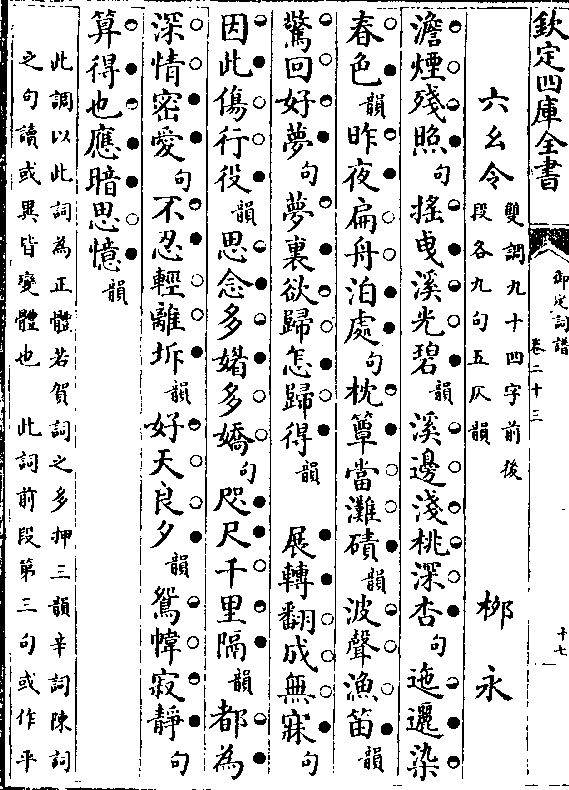 欽定四庫全書
御定詞譜
卷二十三
十七
六幺令
雙調九十四字前後
段各九句五仄韻
栁永
澹煙殘照句搖曳溪光碧韻溪邊淺桃深杏句迤邐染
春色韻昨夜扁舟泊處句枕簟當灘磧韻波聲漁笛韻
驚回好夢句夢裏欲歸怎歸得韻 展轉翻成無寐句
因此傷行役韻思念多媠多嬌句咫尺千里隔韻都為
深情密愛句不忍輕離坼韻好天良夕韻鴛幃寂靜句
算得也應暗思憶韻
此調以此詞為正體若賀詞之多押三韻辛詞陳詞
之句讀或異皆變體也 此詞前段第三句或作平